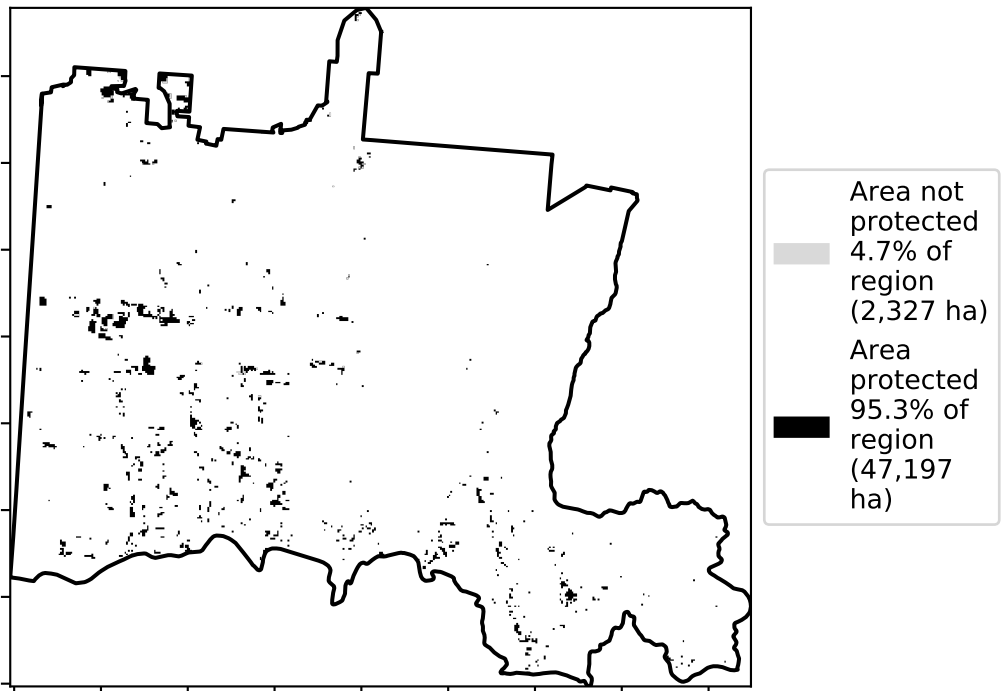 Area not
protected
4.7% of
region
(2,327 ha)
Area
protected
95.3% of
region
(47,197
ha)